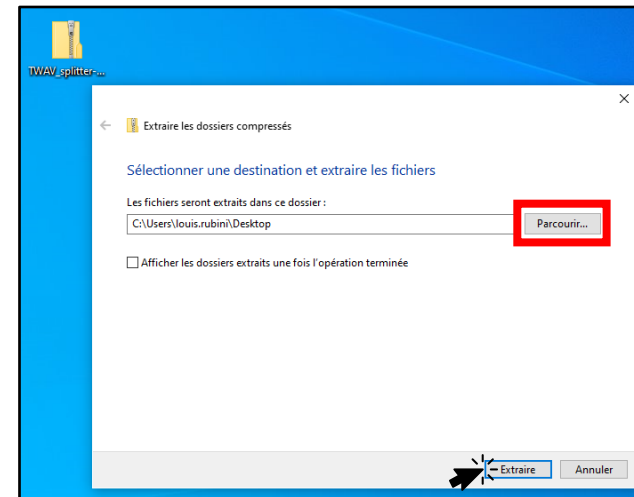 TWAV_splitter-...
Extraire les dossiers compressés
Sélectionner une destination et extraire les fichiers
Les fichiers seront extraits dans ce dossier :
C:\Users\louis.rubini\Desktop
Parcourir...
Afficher les dossiers extraits une fois l'opération terminée
Extraire
Annuler